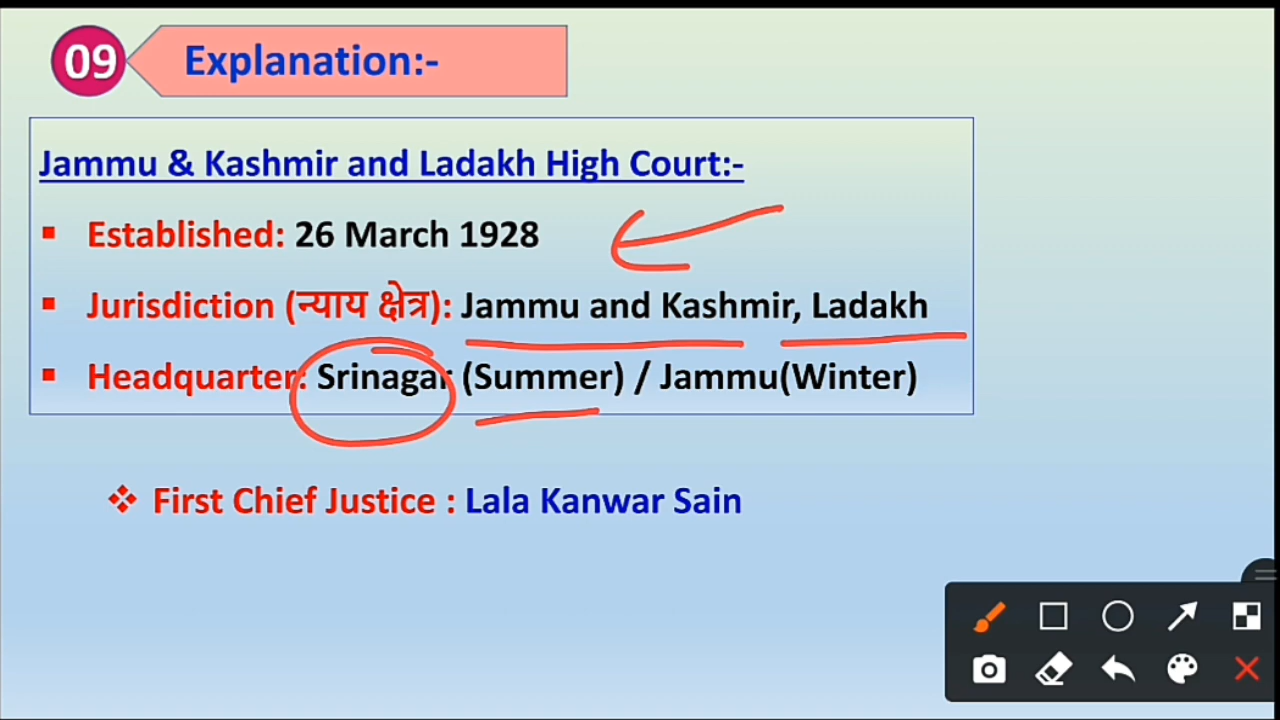 09 Explanation:-
Jammu & Kashmir and Ladakh High Court:-
▪ Established: 26 March 1928
▪ Jurisdiction (न्याय क्षेत्र): Jammu and Kashmir, Ladakh
▪ Headquarter: Srinagar (Summer) / Jammu(Winter)
❖ First Chief Justice : Lala Kanwar Sain